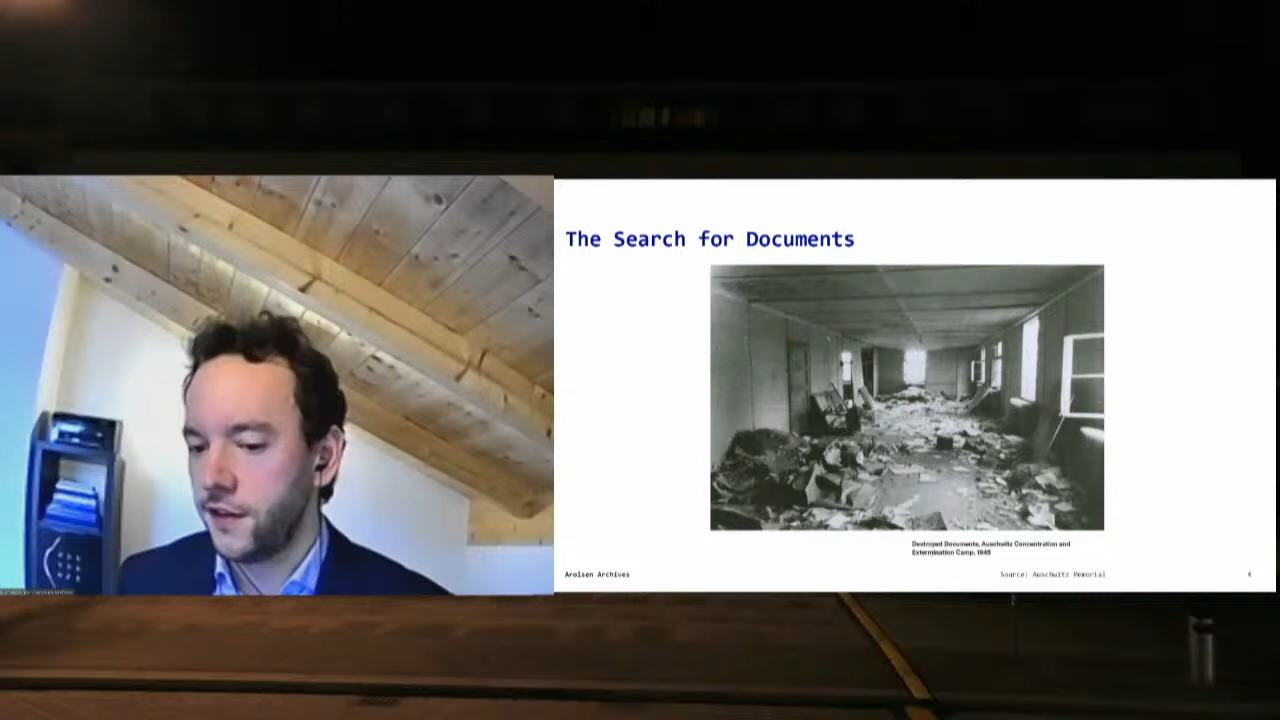 The Search for Documents
Destroyed Documents, Auschwitz Concentration and
Extermination Camp, 1945
Arolsen Archives
Source: Auschwitz Memorial
4